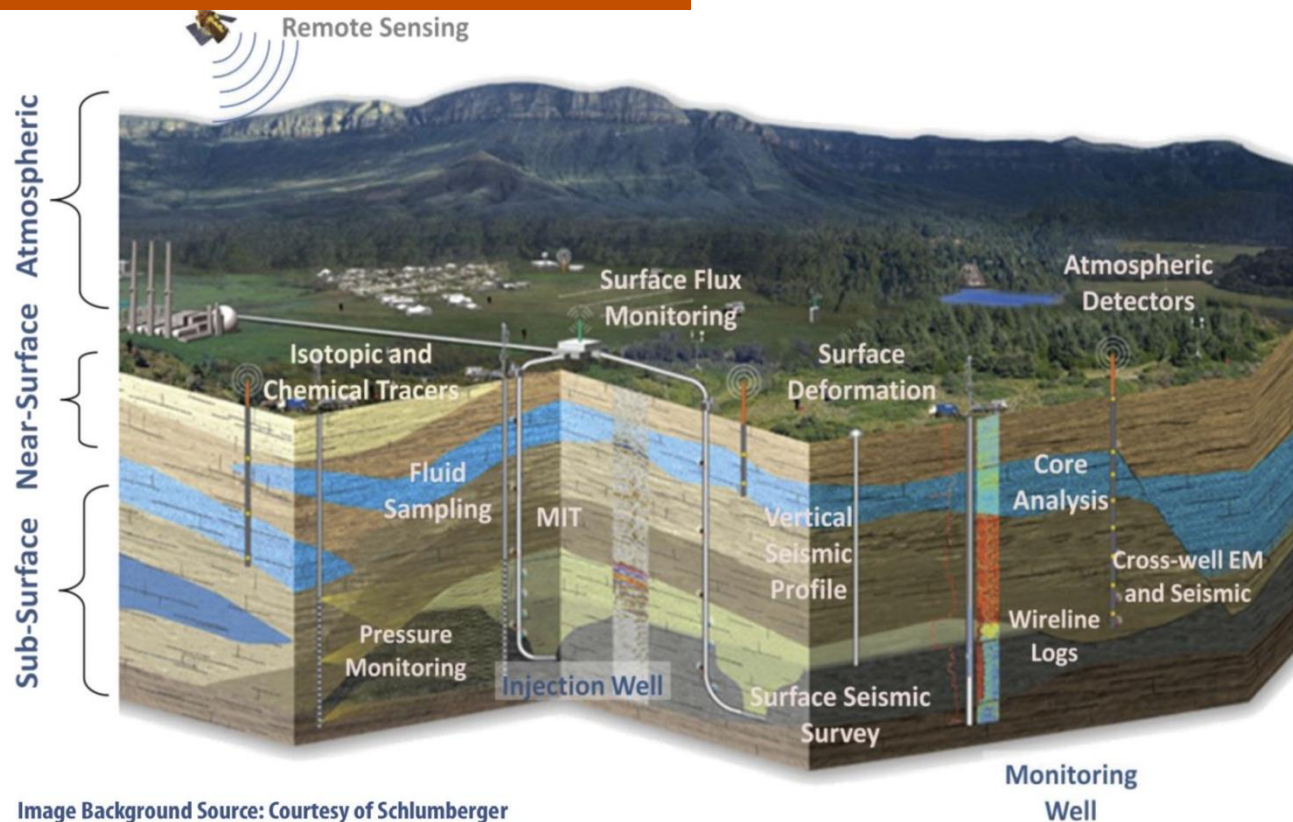 Remote Sensing
Atmospheric
Near-Surface
Sub-Surface
Surface Flux
Monitoring
Atmospheric
Detectors
Isotopic and
Chemical Tracers
Surface
Deformation
Fluid
Sampling
MIT
Core
Analysis
Vertical
Seismic
Profile
Cross-well EM
and Seismic
Pressure
Monitoring
Wireline
Logs
Injection Well
Surface Seismic
Survey
Monitoring
Well
Image Background Source: Courtesy of Schlumberger